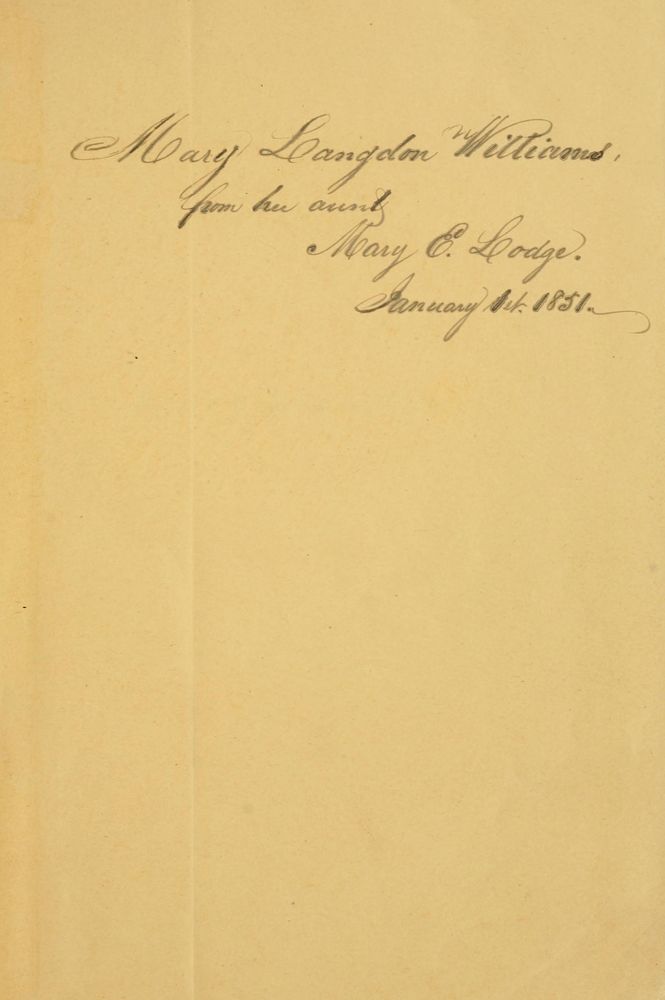 Mary Langdon Williams,
from her aunt,
Mary E. Lodge.
January 1st. 1851.